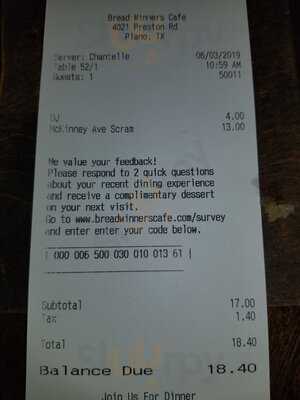 Bread Winners Cafe
4021 Preston Rd
Plano, TX
Server: Chantelle 06/03/2019
Table 52/1 10:59 AM
Guests: 1 50011
OJ 4.00
McKinney Ave Scram 13.00
We value your feedback!
Please respond to 2 quick questions
about your recent dining experience
and receive a complimentary dessert
on your next visit.
Go to www.breadwinnerscafe.com/survey
and enter enter your code below.
| 000 006 500 030 010 013 61 |
Subtotal 17.00
Tax 1.40
Total 18.40
Balance Due 18.40
Join Us For Dinner